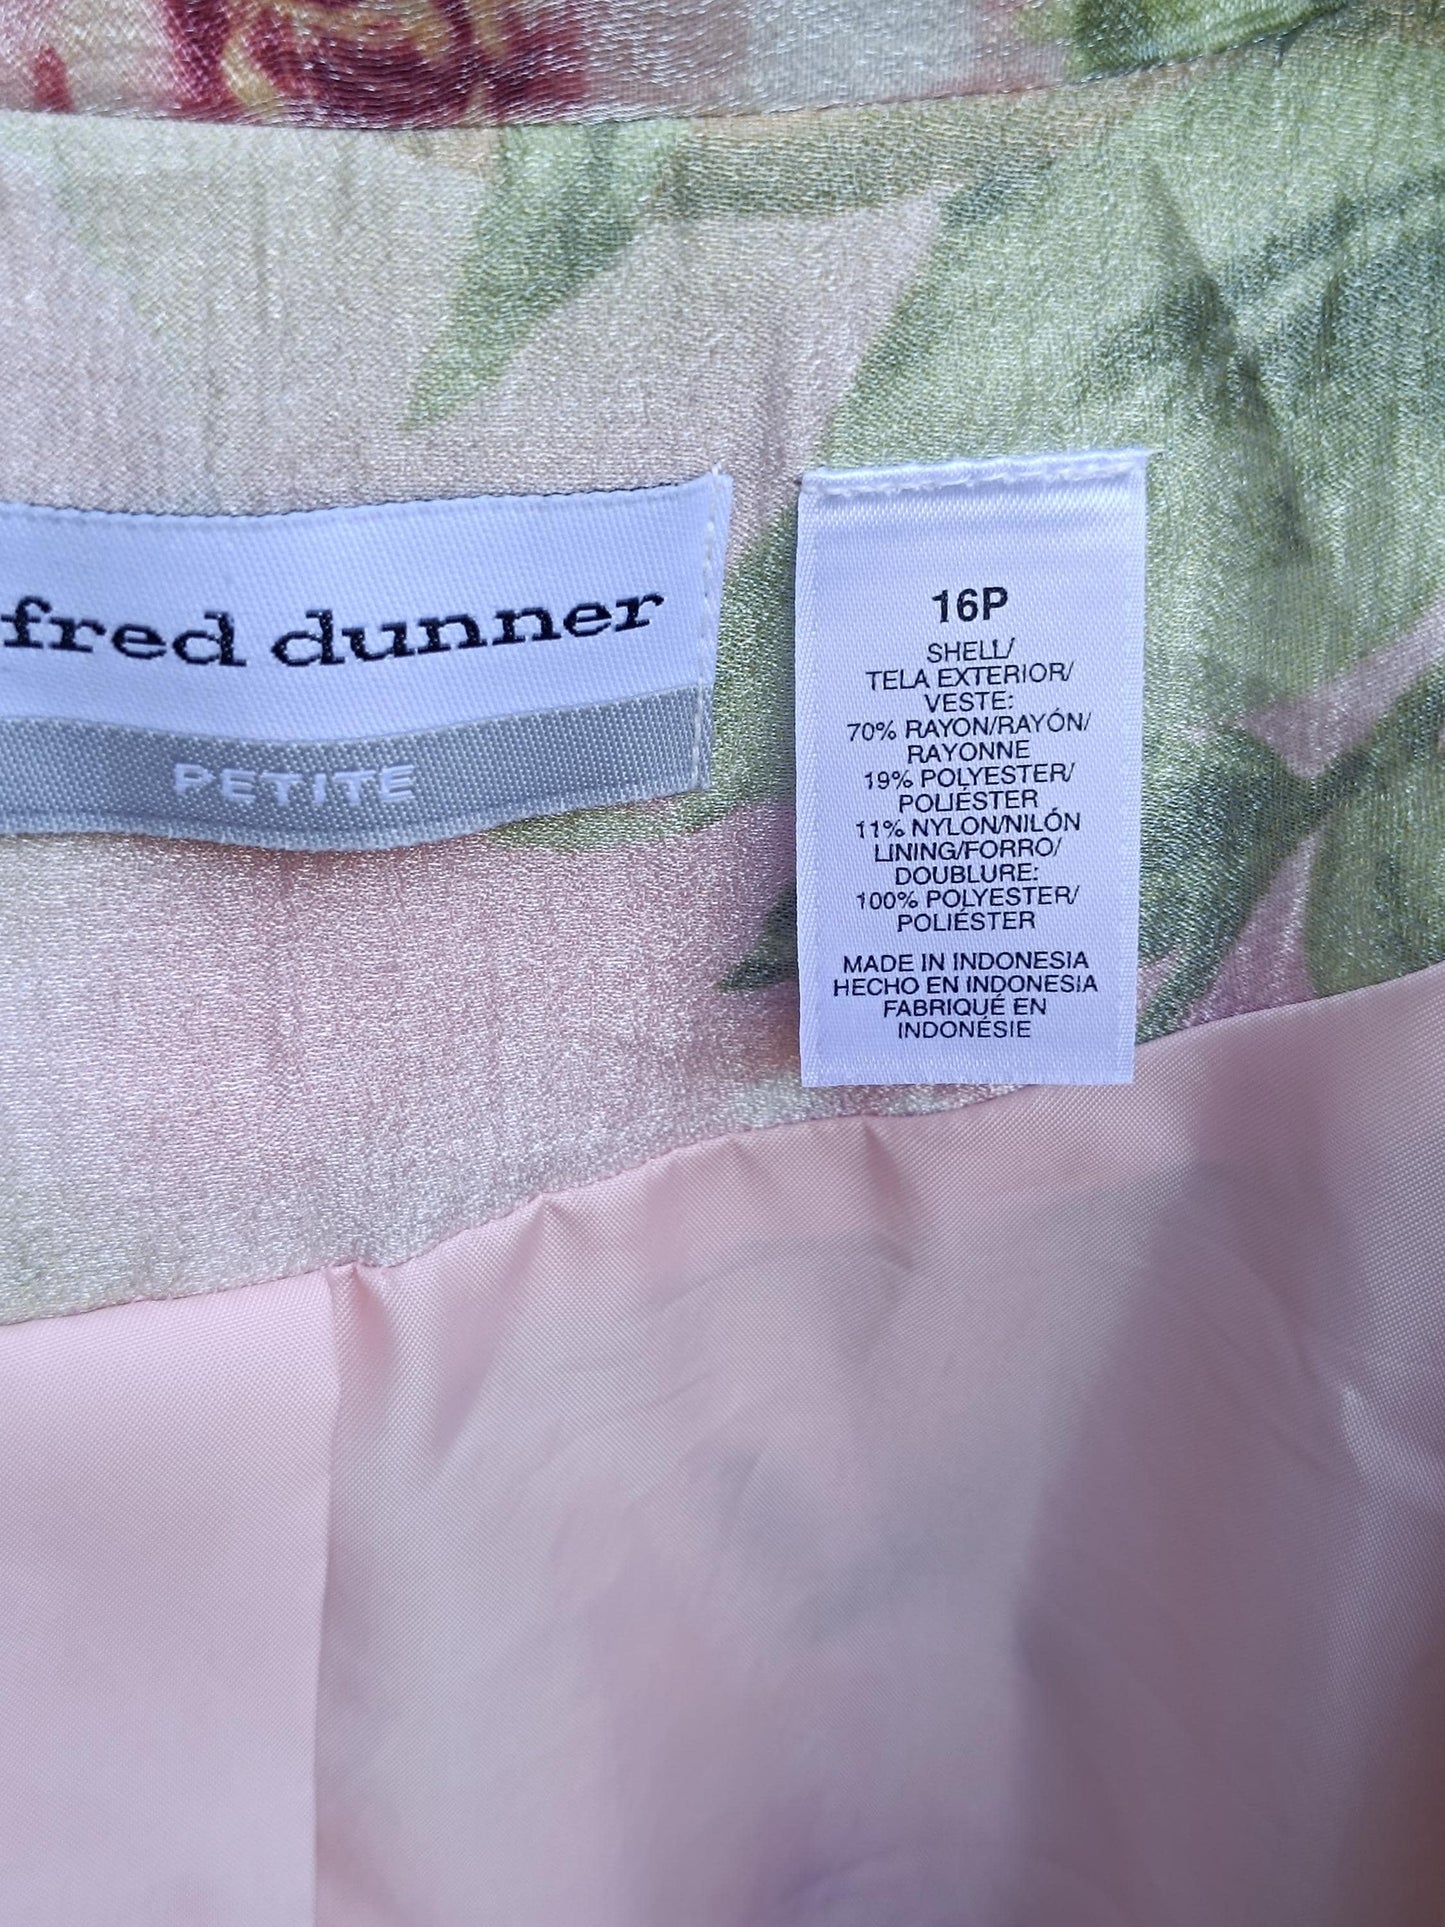 fred dunner
PETITE
16P
SHELL/
TELA EXTERIOR/
VESTE:
70% RAYON/RAYÓN/
RAYONNE
19% POLYESTER/
POLIÉSTER
11% NYLON/NILÓN
LINING/FORRO/
DOUBLURE:
100% POLYESTER/
POLIÉSTER
MADE IN INDONESIA
HECHO EN INDONESIA
FABRIQUÉ EN
INDONÉSIE